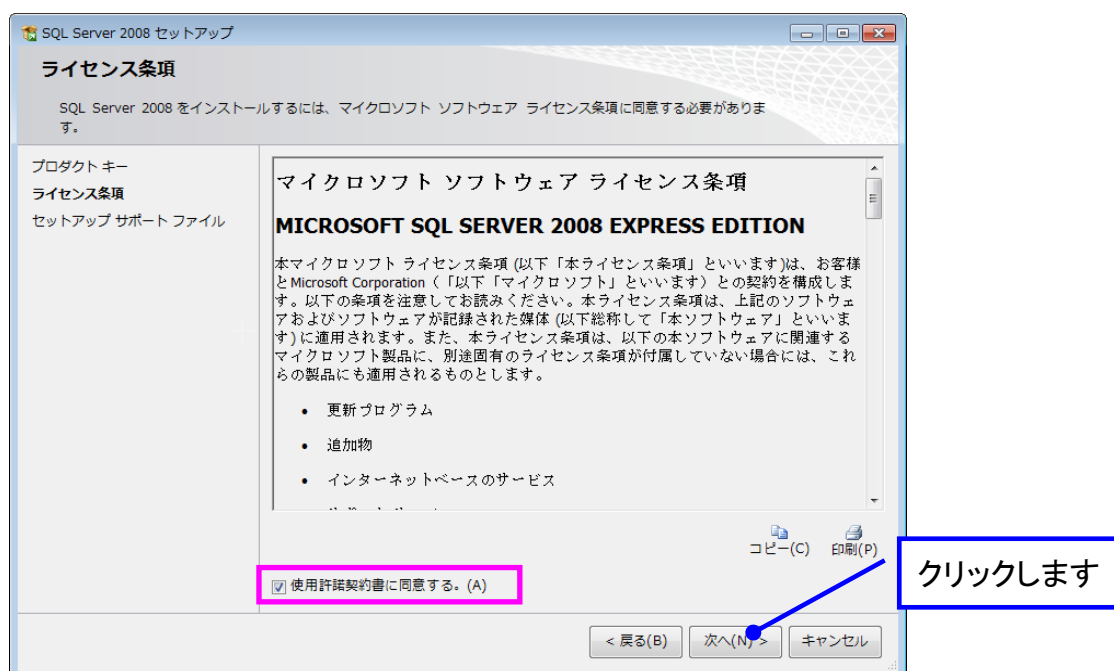 SQL Server 2008 セットアップ
ライセンス条項
SQL Server 2008 をインストールするには、マイクロソフト ソフトウェア ライセンス条項に同意する必要がありま
す。
プロダクト キー
ライセンス条項
セットアップ サポート ファイル
マイクロソフト ソフトウェア ライセンス条項
MICROSOFT SQL SERVER 2008 EXPRESS EDITION
本マイクロソフト ライセンス条項 (以下「本ライセンス条項」といいます)は、お客様
とMicrosoft Corporation (「以下「マイクロソフト」といいます) との契約を構成しま
す。以下の条項を注意してお読みください。本ライセンス条項は、上記のソフトウェ
アおよびソフトウェアが記録された媒体 (以下総称して「本ソフトウェア」といいま
す) に適用されます。また、本ライセンス条項は、以下の本ソフトウェアに関連する
マイクロソフト製品に、別途固有のライセンス条項が付属していない場合には、これ
らの製品にも適用されるものとします。
• 更新プログラム
• 追加物
• インターネットベースのサービス
コピー(C) 印刷(P)
使用許諾契約書に同意する。(A)
クリックします
< 戻る(B) 次へ(N) > キャンセル